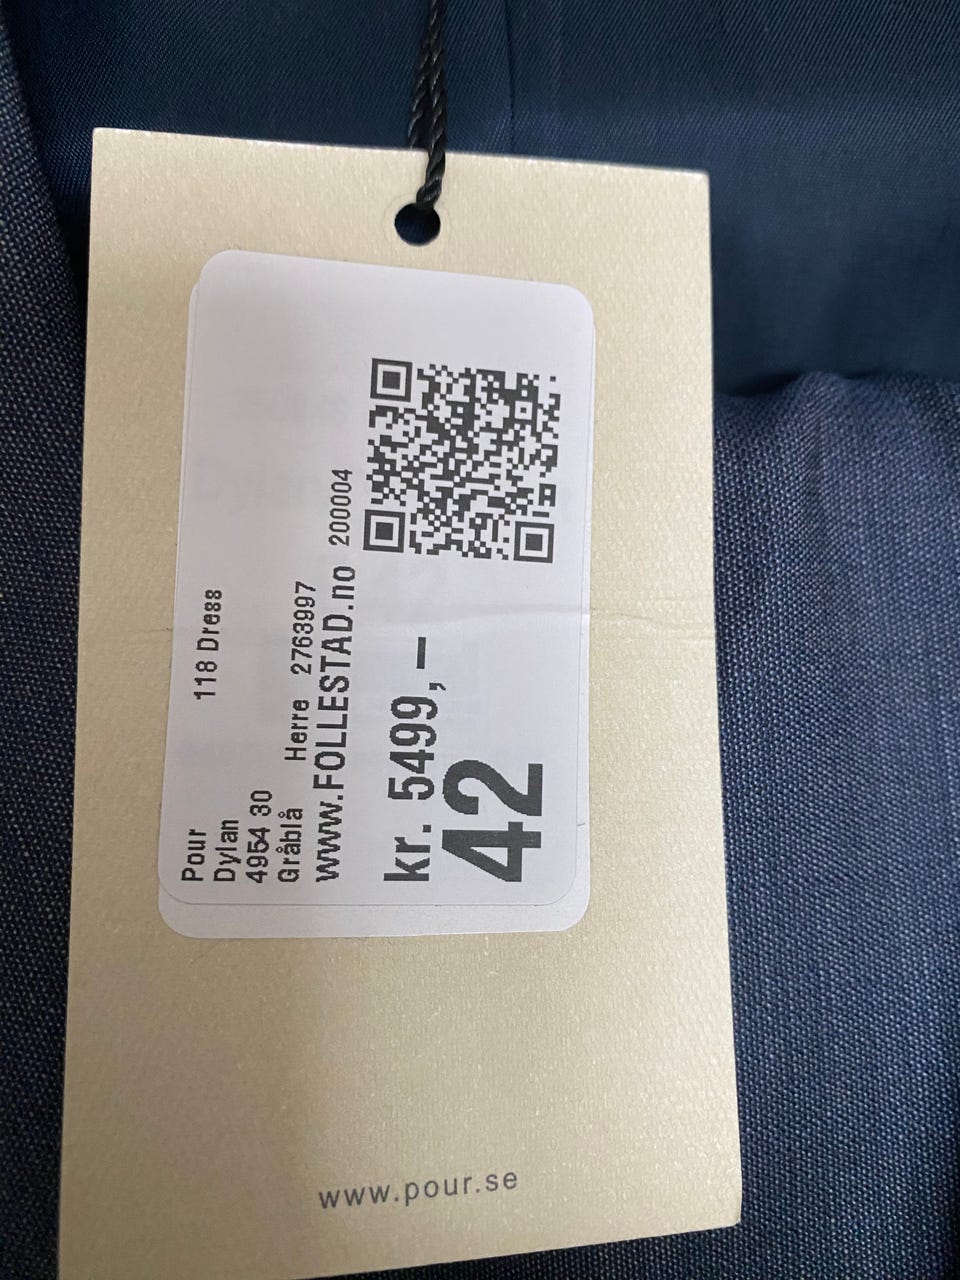 Pour 118 Dress
Dylan
4954 30
Gråblå Herre 2763997
www.FOLLESTAD.no 200004
kr. 5499,-
42
www.pour.se